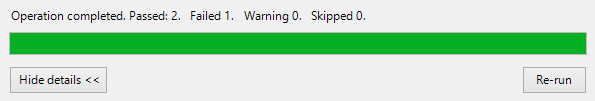 Operation completed. Passed: 2.   Failed 1.   Warning 0.   Skipped 0.
Hide details <<
Re-run